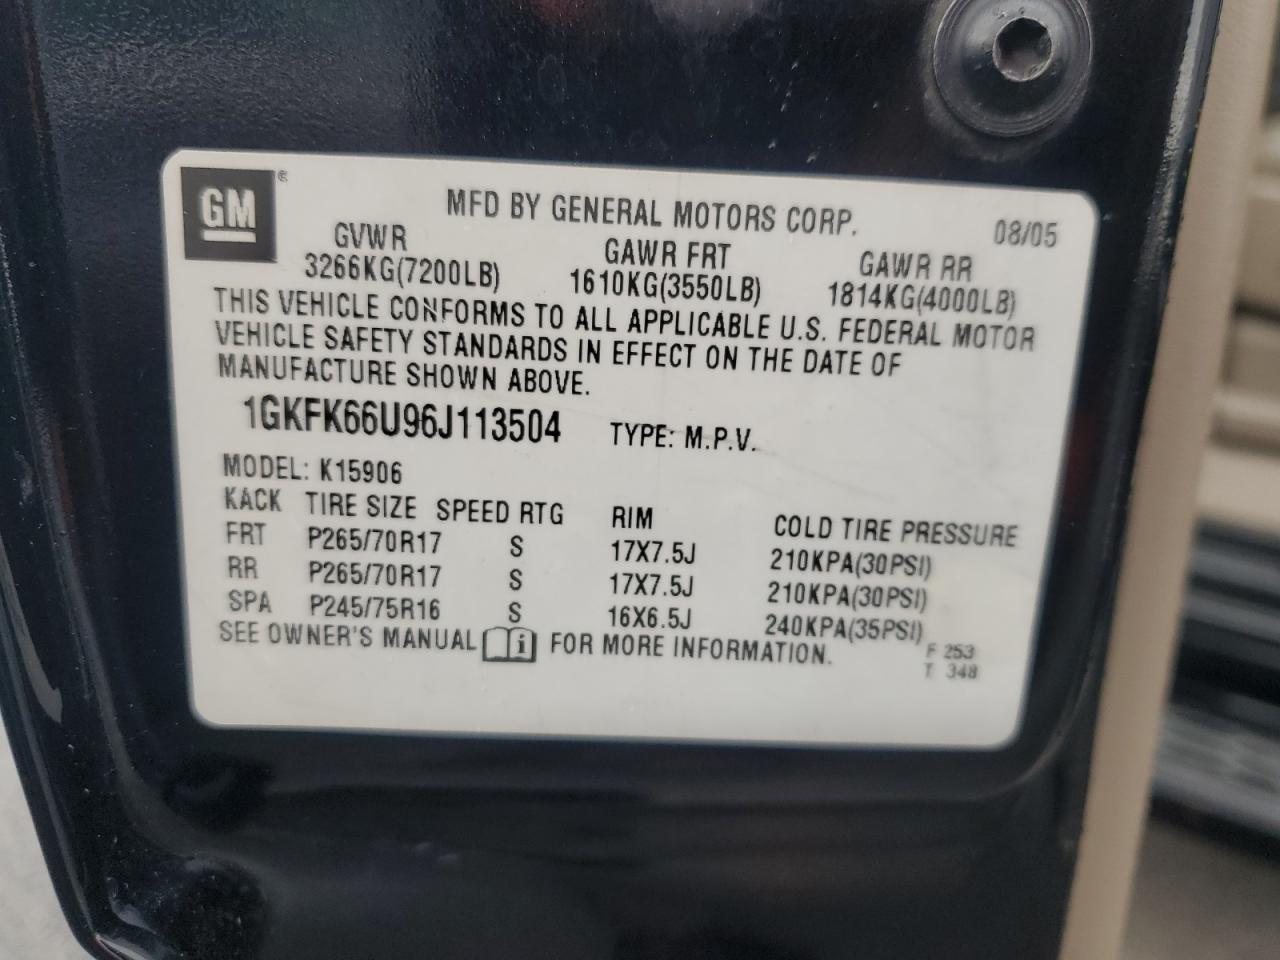 GM ®
MFD BY GENERAL MOTORS CORP. 08/05
GVWR GAWR FRT GAWR RR
3266KG(7200LB) 1610KG(3550LB) 1814KG(4000LB)
THIS VEHICLE CONFORMS TO ALL APPLICABLE U.S. FEDERAL MOTOR
VEHICLE SAFETY STANDARDS IN EFFECT ON THE DATE OF
MANUFACTURE SHOWN ABOVE.
1GKFK66U96J113504 TYPE: M.P.V.
MODEL: K15906
KACK TIRE SIZE SPEED RTG RIM COLD TIRE PRESSURE
FRT P265/70R17 S 17X7.5J 210KPA(30PSI)
RR P265/70R17 S 17X7.5J 210KPA(30PSI)
SPA P245/75R16 S 16X6.5J 240KPA(35PSI)
SEE OWNER'S MANUAL i FOR MORE INFORMATION.
F 253
T 348